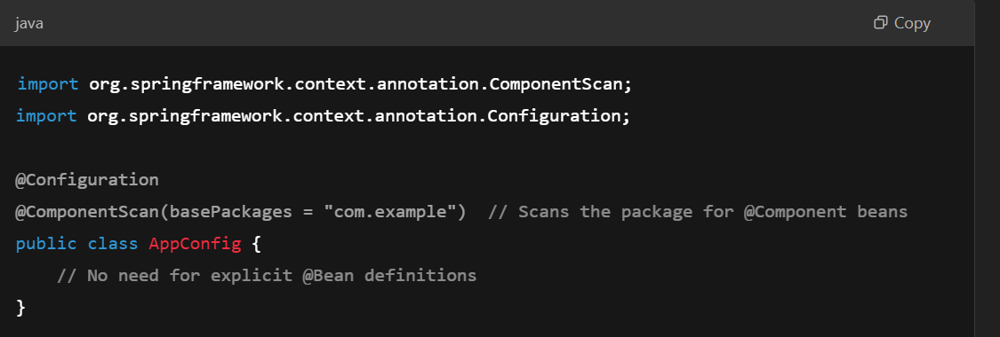 java
Copy
import org.springframework.context.annotation.ComponentScan;
import org.springframework.context.annotation.Configuration;
@Configuration
@ComponentScan(basePackages = "com.example")  // Scans the package for @Component beans
public class AppConfig {
    // No need for explicit @Bean definitions
}